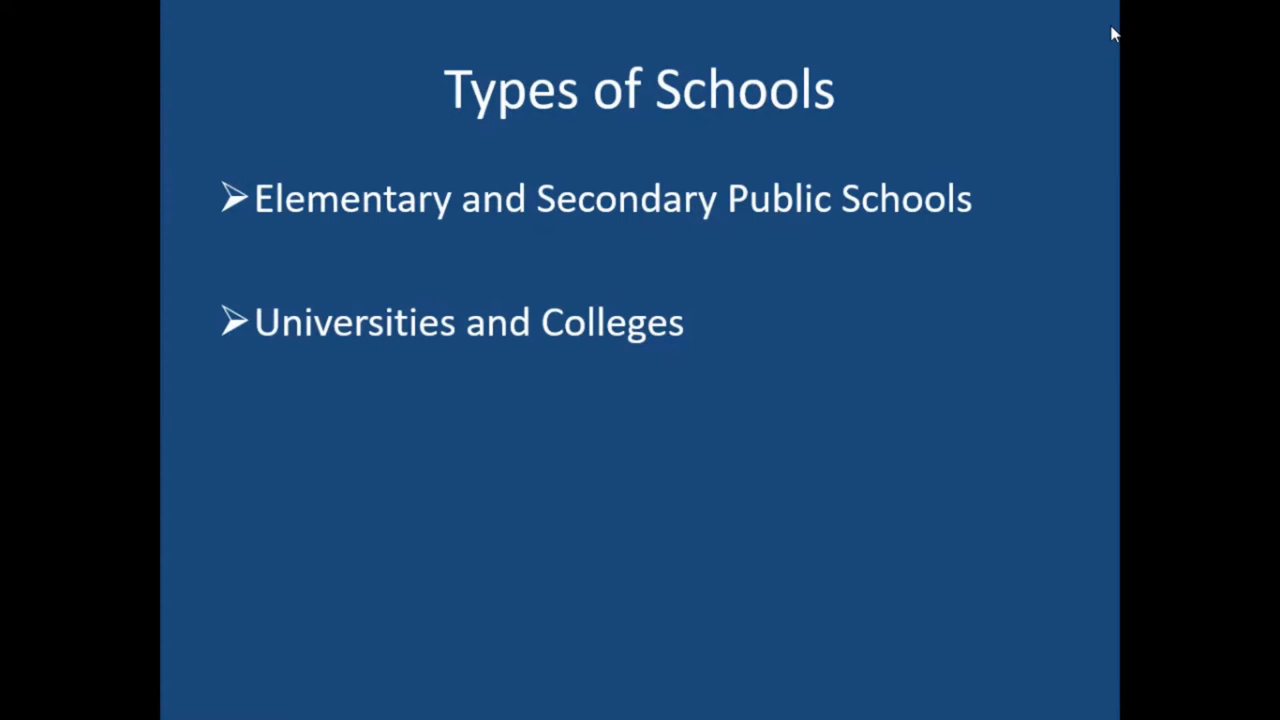 Types of Schools
➢Elementary and Secondary Public Schools
➢Universities and Colleges